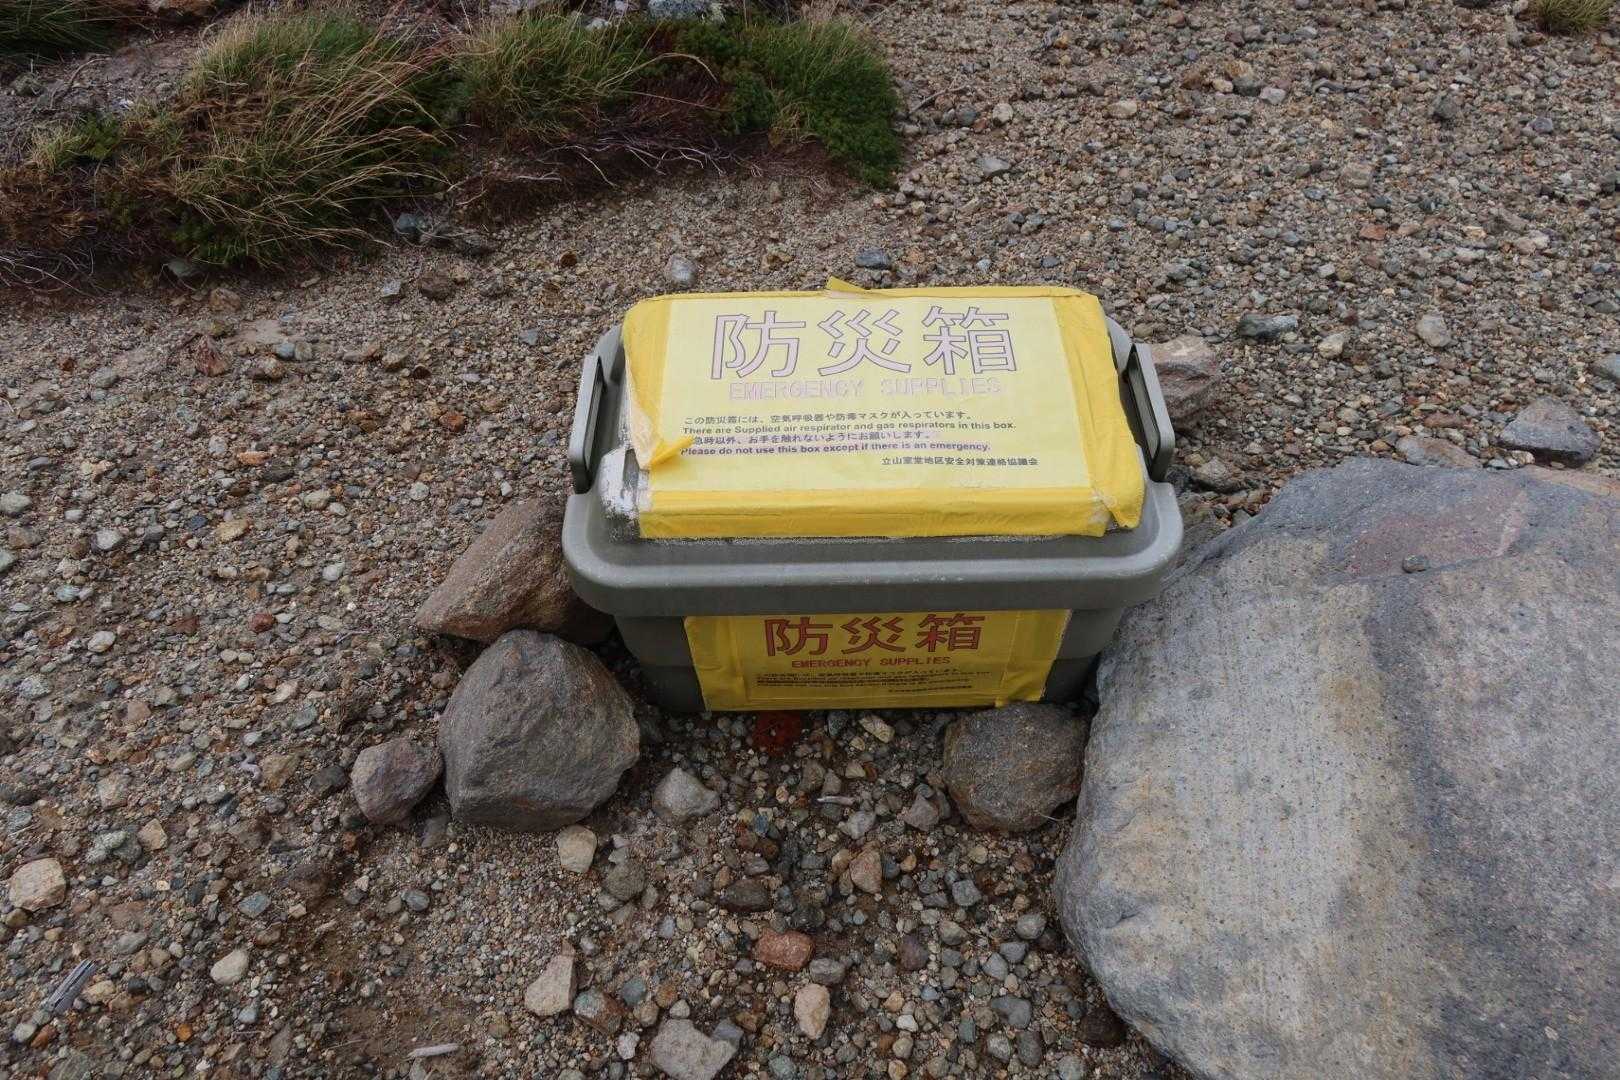 防災箱
EMERGENCY SUPPLIES
この防災箱には、空気呼吸器や防毒マスクが入っています。
There are Supplied air respirator and gas respirators in this box.
急時以外、お手を触れないようにお願いします。
Please do not use this box except if there is an emergency.
立山室堂地区安全対策連絡協議会
防災箱
EMERGENCY SUPPLIES